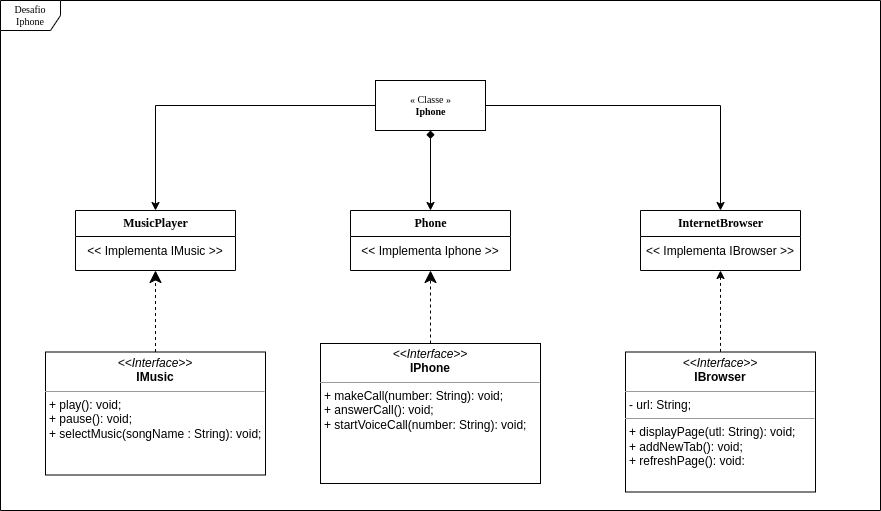 Desafio
Iphone
« Classe »
Iphone
MusicPlayer
<< Implementa IMusic >>
Phone
<< Implementa Iphone >>
InternetBrowser
<< Implementa IBrowser >>
<<Interface>>
IMusic
+ play(): void;
+ pause(): void;
+ selectMusic(songName : String): void;
<<Interface>>
IPhone
+ makeCall(number: String): void;
+ answerCall(): void;
+ startVoiceCall(number: String): void;
<<Interface>>
IBrowser
- url: String;
+ displayPage(utl: String): void;
+ addNewTab(): void;
+ refreshPage(): void: